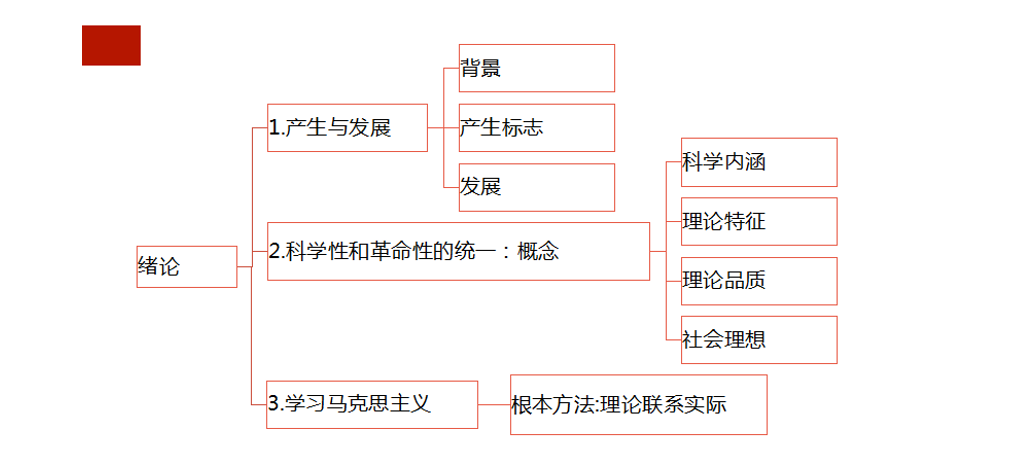 绪论
1.产生与发展
背景
产生标志
发展
2.科学性和革命性的统一：概念
科学内涵
理论特征
理论品质
社会理想
3.学习马克思主义
根本方法:理论联系实际